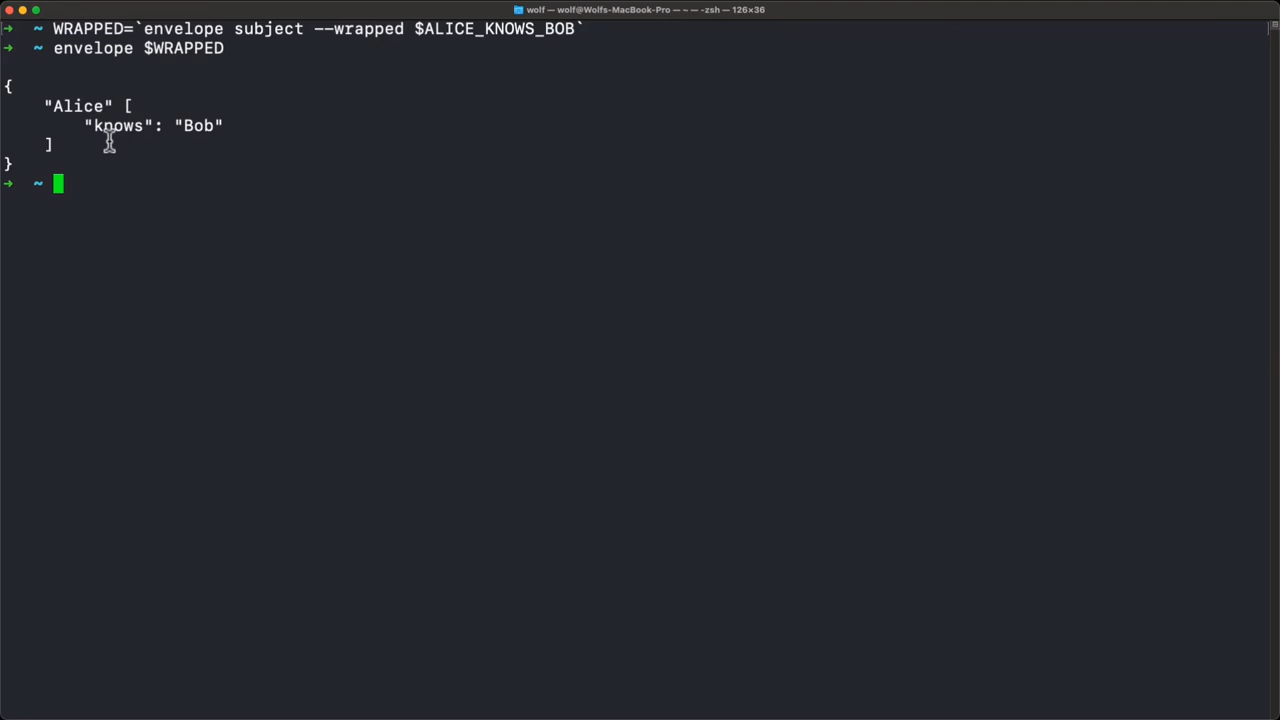 wolf — wolf@Wolfs-MacBook-Pro — ~ — -zsh — 126×36
→ ~ WRAPPED=`envelope subject --wrapped $ALICE_KNOWS_BOB`
→ ~ envelope $WRAPPED
{
    "Alice" [
        "knows": "Bob"
    ]
}
→ ~